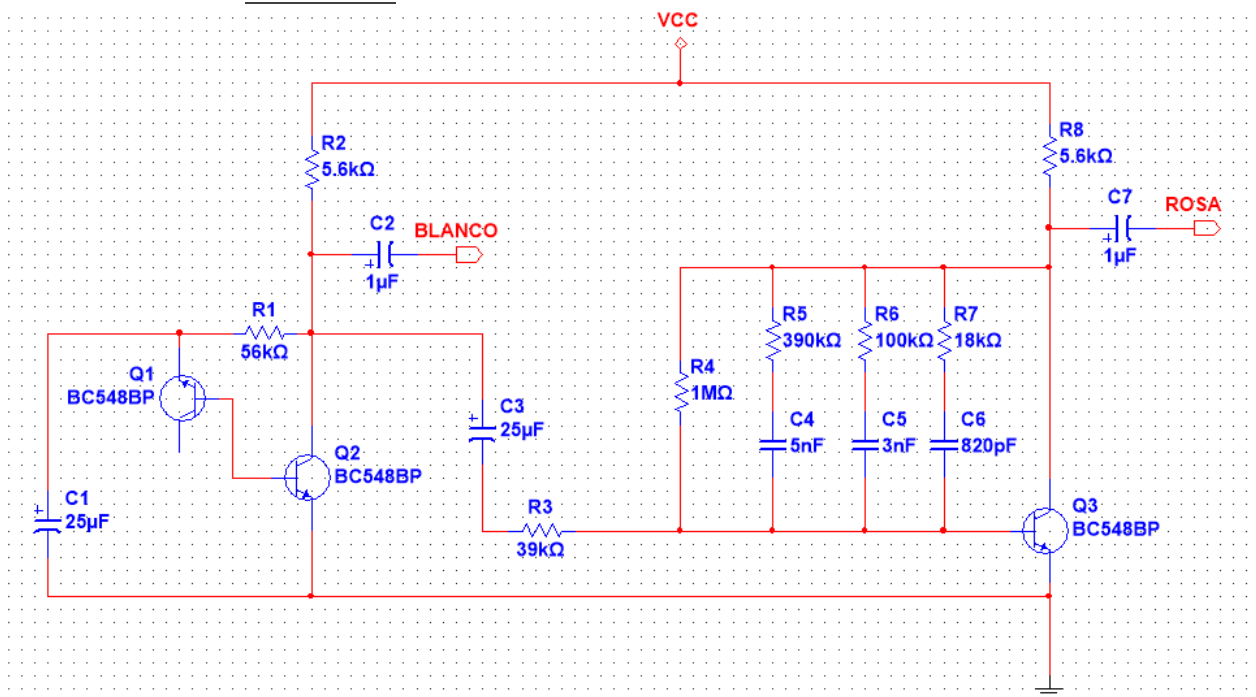 VCC
R2
5.6kΩ
R8
5.6kΩ
C2
BLANCO
+
1µF
C7
ROSA
+
1µF
R1
56kΩ
Q1
BC548BP
R5
390kΩ
R6
100kΩ
R7
18kΩ
R4
1MΩ
C3
+
25µF
C4
5nF
C5
3nF
C6
820pF
Q2
BC548BP
C1
+
25µF
R3
39kΩ
Q3
BC548BP